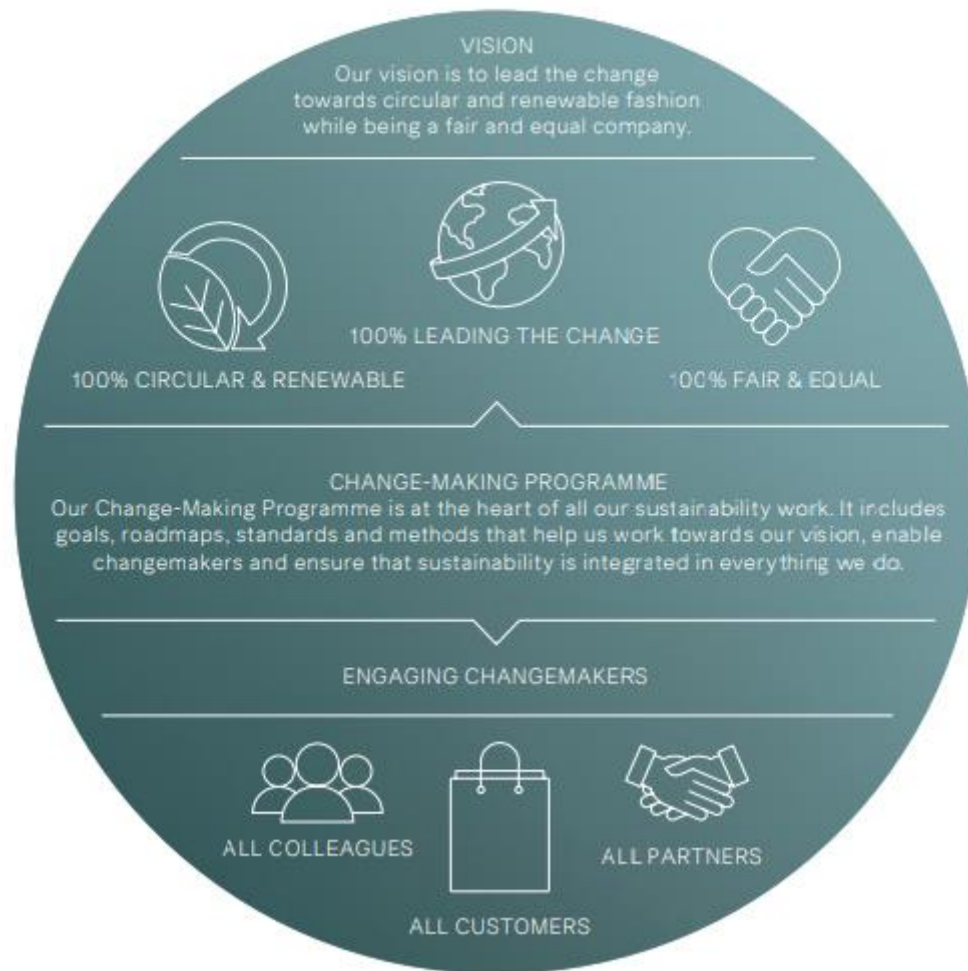 VISION
Our vision is to lead the change
towards circular and renewable fashion
while being a fair and equal company.
100% LEADING THE CHANGE
100% CIRCULAR & RENEWABLE
100% FAIR & EQUAL
CHANGE-MAKING PROGRAMME
Our Change-Making Programme is at the heart of all our sustainability work. It includes
goals, roadmaps, standards and methods that help us work towards our vision, enable
changemakers and ensure that sustainability is integrated in everything we do.
ENGAGING CHANGEMAKERS
ALL COLLEAGUES
ALL PARTNERS
ALL CUSTOMERS